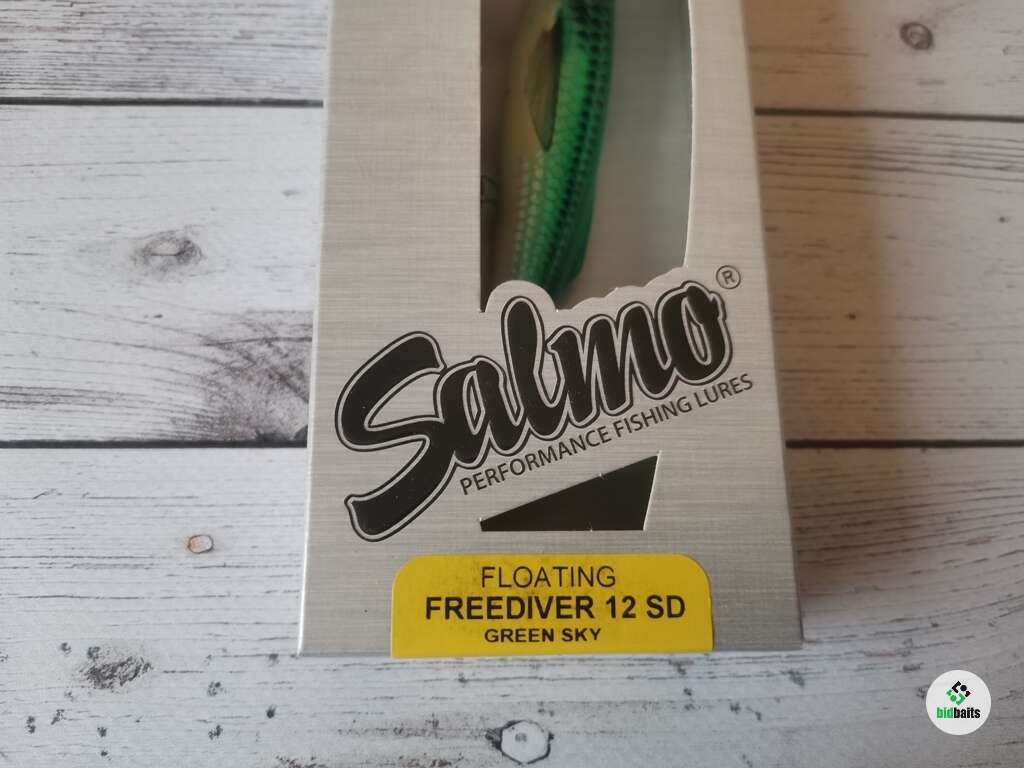 Salmo®
PERFORMANCE FISHING LURES
FLOATING
FREEDIVER 12 SD
GREEN SKY
bidbaits